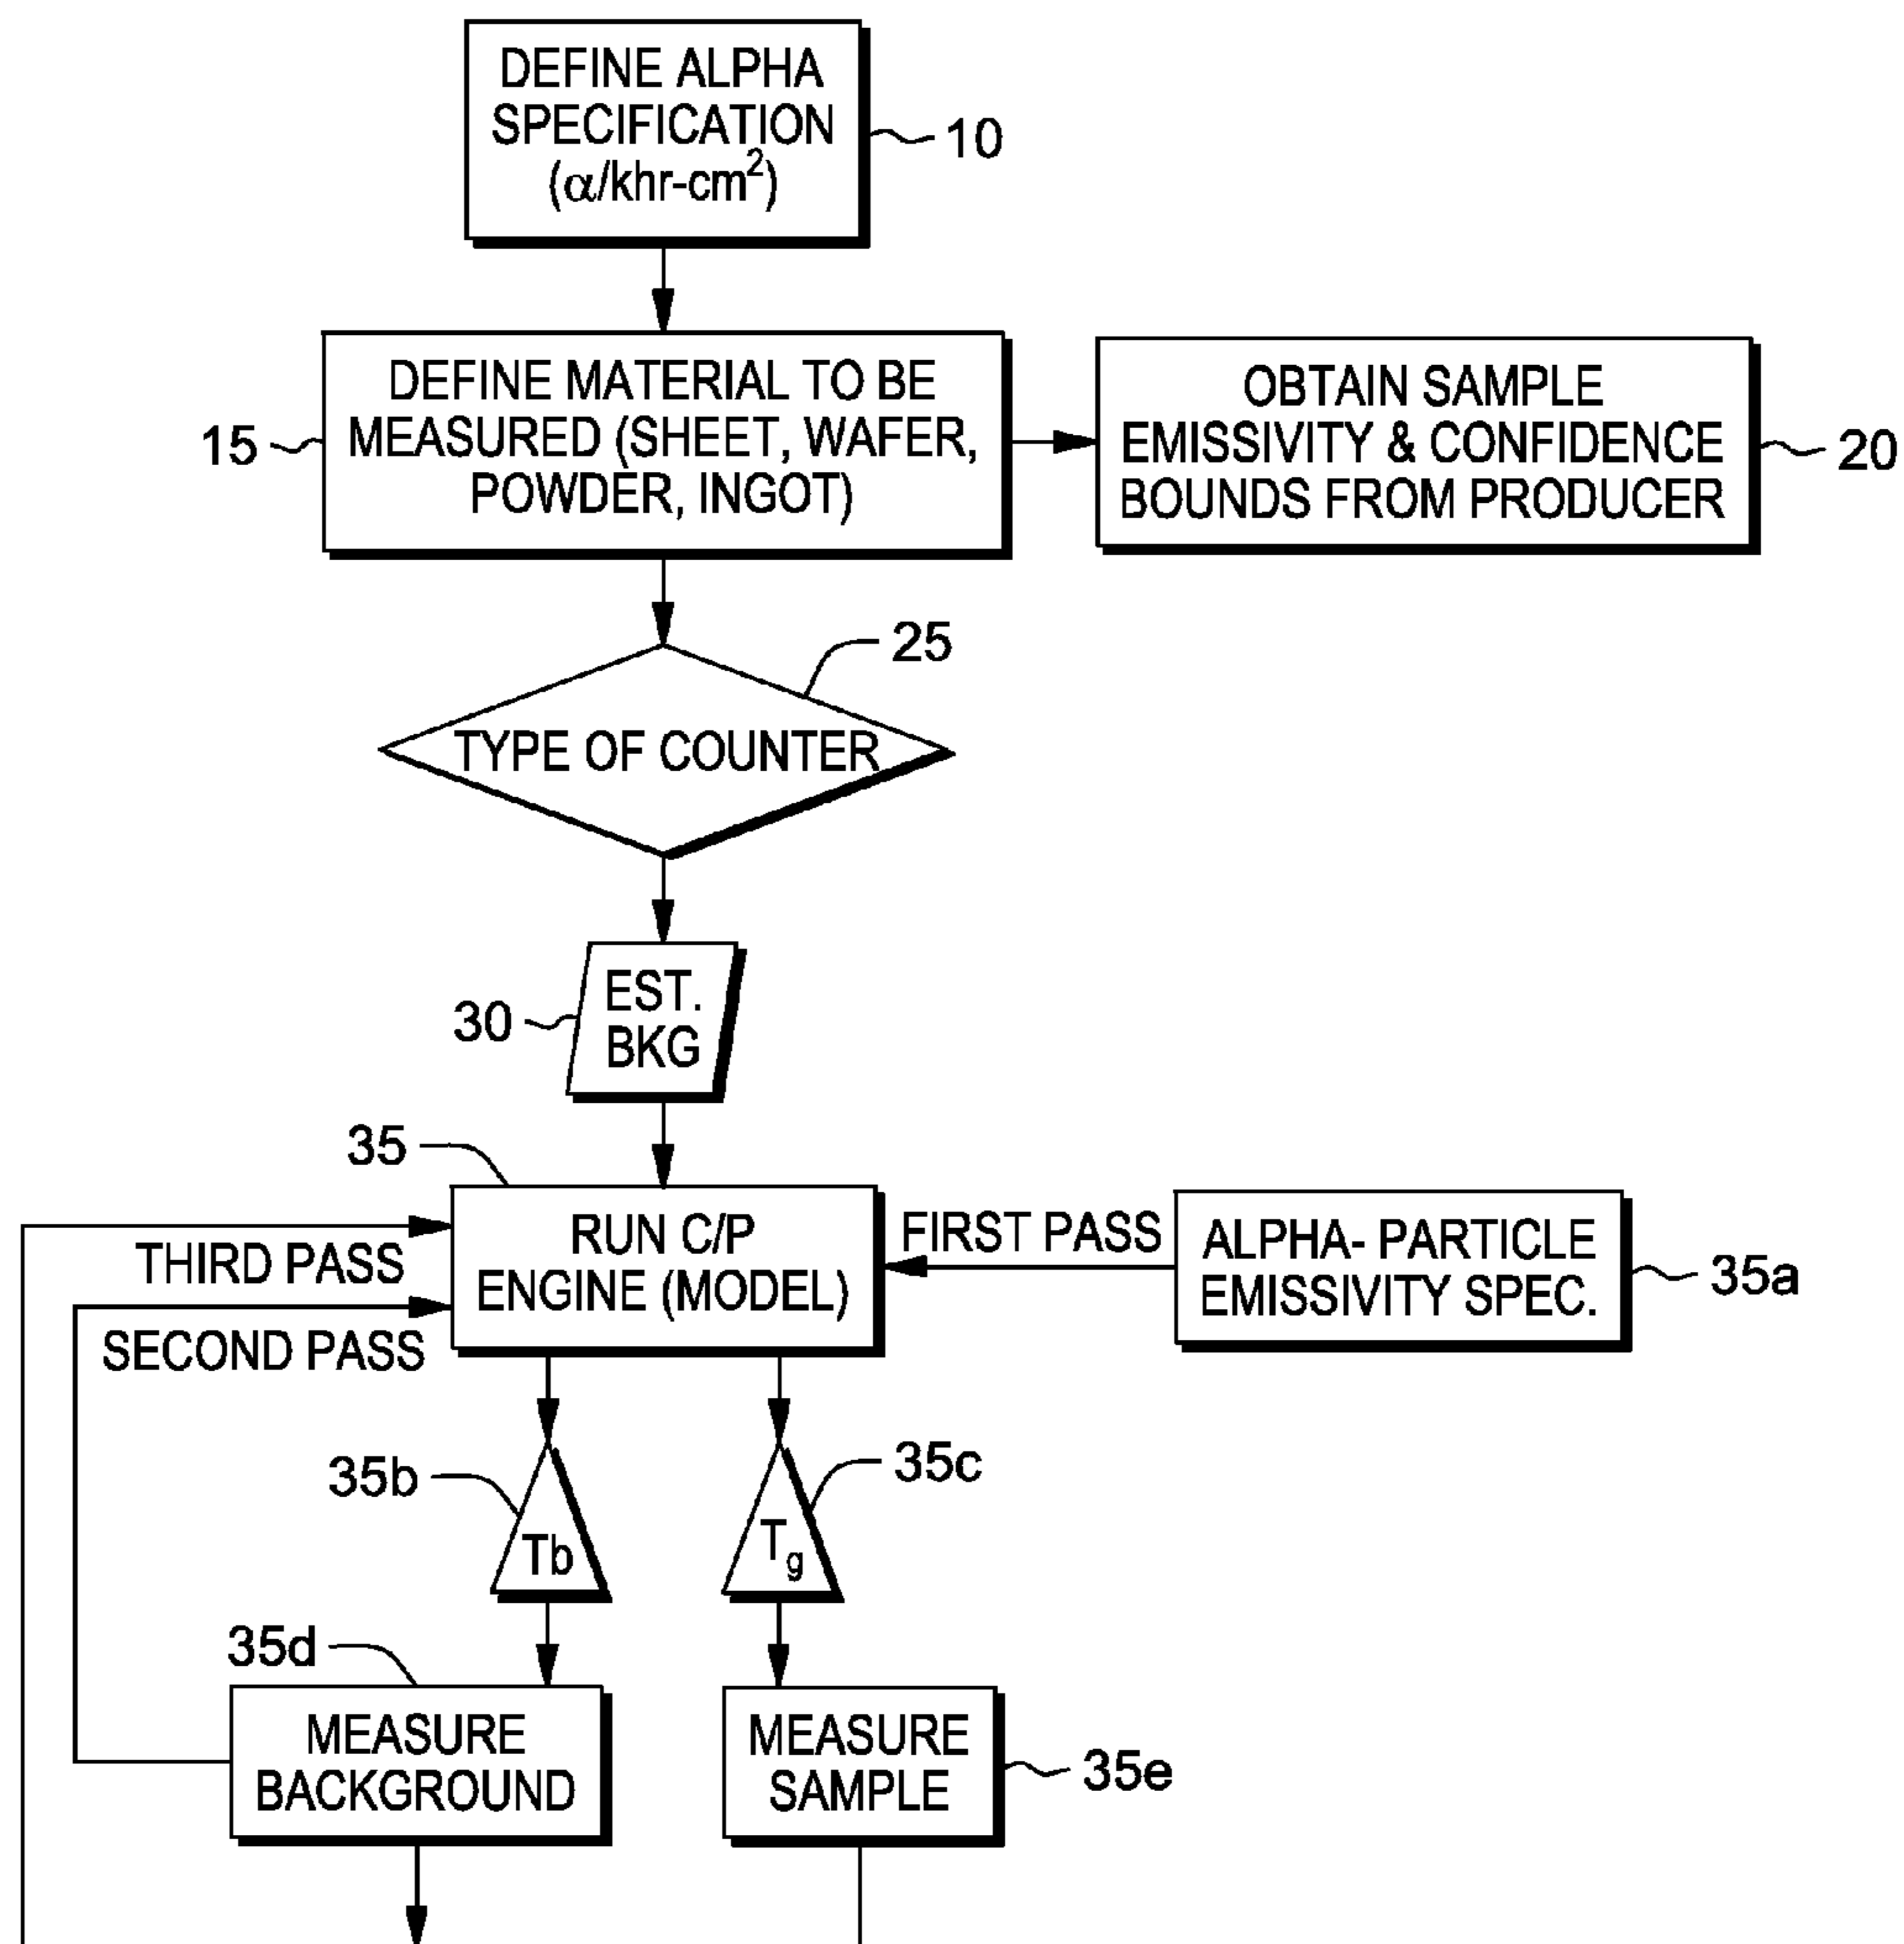 DEFINE ALPHA
SPECIFICATION
(α/khr-cm²)
10
DEFINE MATERIAL TO BE
MEASURED (SHEET, WAFER,
POWDER, INGOT)
15
OBTAIN SAMPLE
EMISSIVITY & CONFIDENCE
BOUNDS FROM PRODUCER
20
25
TYPE OF COUNTER
EST.
BKG
30
35
RUN C/P
ENGINE (MODEL)
FIRST PASS
ALPHA- PARTICLE
EMISSIVITY SPEC.
35a
THIRD PASS
SECOND PASS
35b
Tb
35c
Tg
35d
MEASURE
BACKGROUND
MEASURE
SAMPLE
35e